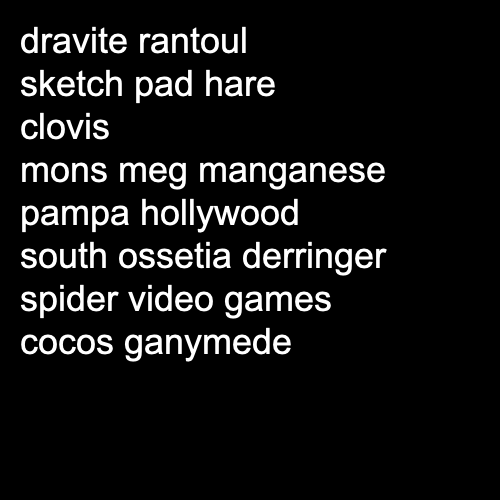 dravite rantoul
sketch pad hare
clovis
mons meg manganese
pampa hollywood
south ossetia derringer
spider video games
cocos ganymede